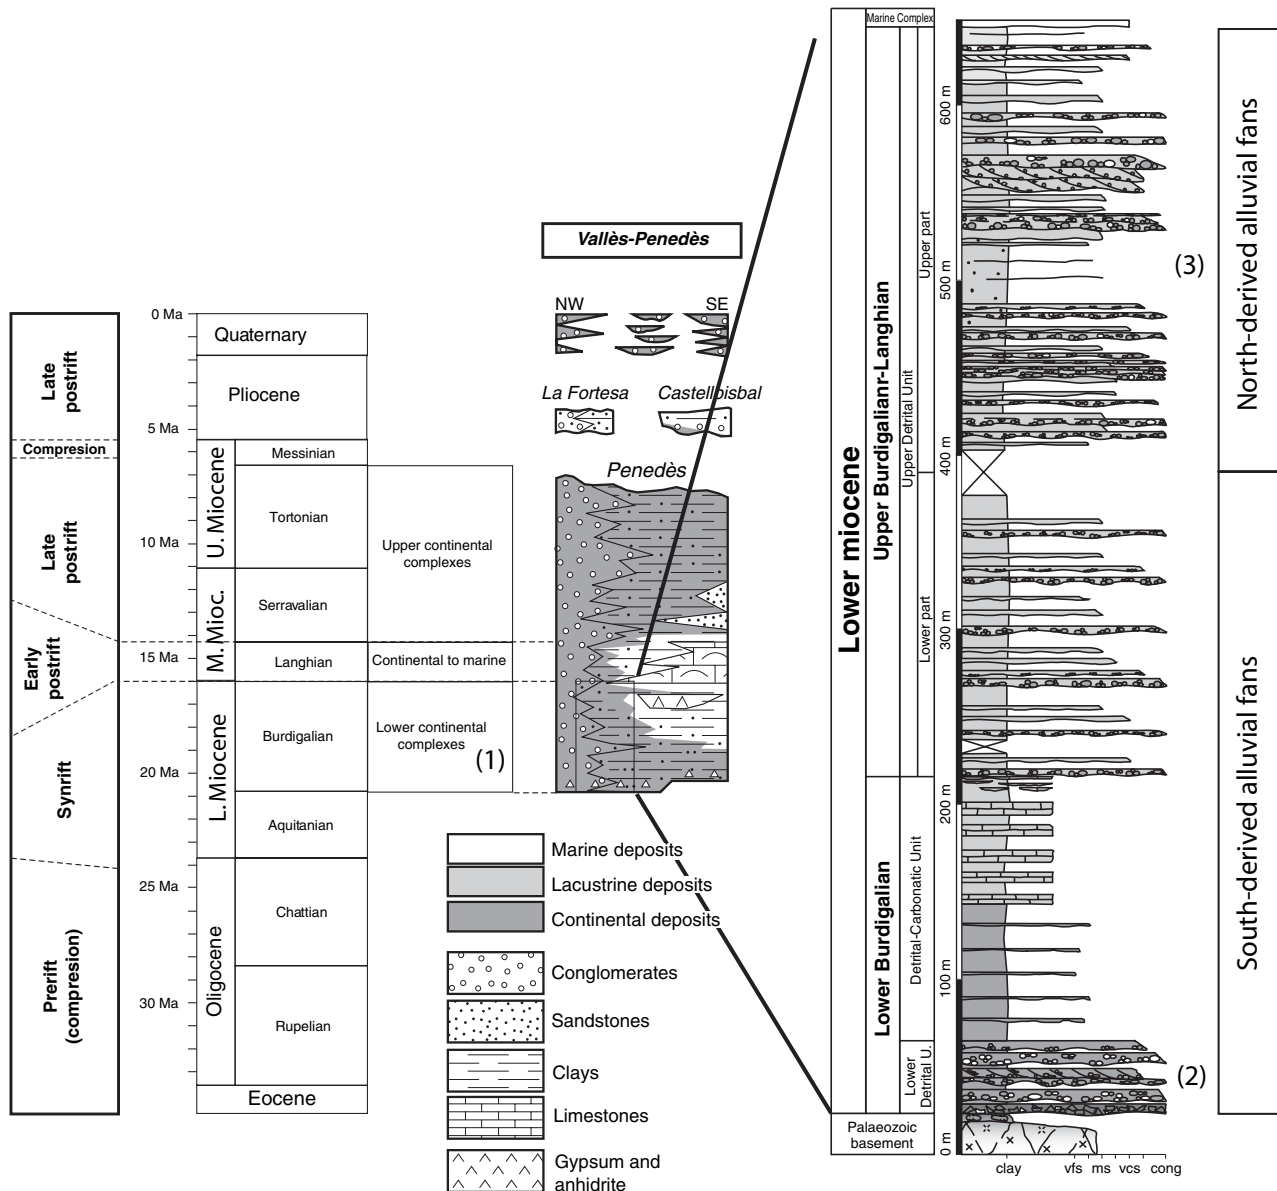 Vallès-Penedès
NW
SE
La Fortesa
Castellbisbal
Penedès
Late
postrift
Compresion
Late
postrift
Early
postrift
Synrift
Prerift
(compresion)
0 Ma
5 Ma
10 Ma
15 Ma
20 Ma
25 Ma
30 Ma
Quaternary
Pliocene
U. Miocene
Messinian
Tortonian
M. Mioc.
Serravalian
Langhian
L. Miocene
Burdigalian
Aquitanian
Oligocene
Chattian
Rupelian
Eocene
Upper continental
complexes
Continental to marine
Lower continental
complexes
(1)
Marine deposits
Lacustrine deposits
Continental deposits
Conglomerates
Sandstones
Clays
Limestones
Gypsum and
anhidrite
Marine Complex
Lower miocene
Upper Burdigalianr-Langhian
Upper Detrital Unit
Upper part
Lower part
Lower Burdigalian
Detrital-Carbonatic Unit
Lower
Detrital U.
Palaeozoic
basement
600 m
500 m
400 m
300 m
200 m
100 m
0 m
clay
vfs
ms
vcs
cong
(3)
(2)
North-derived alluvial fans
South-derived alluvial fans